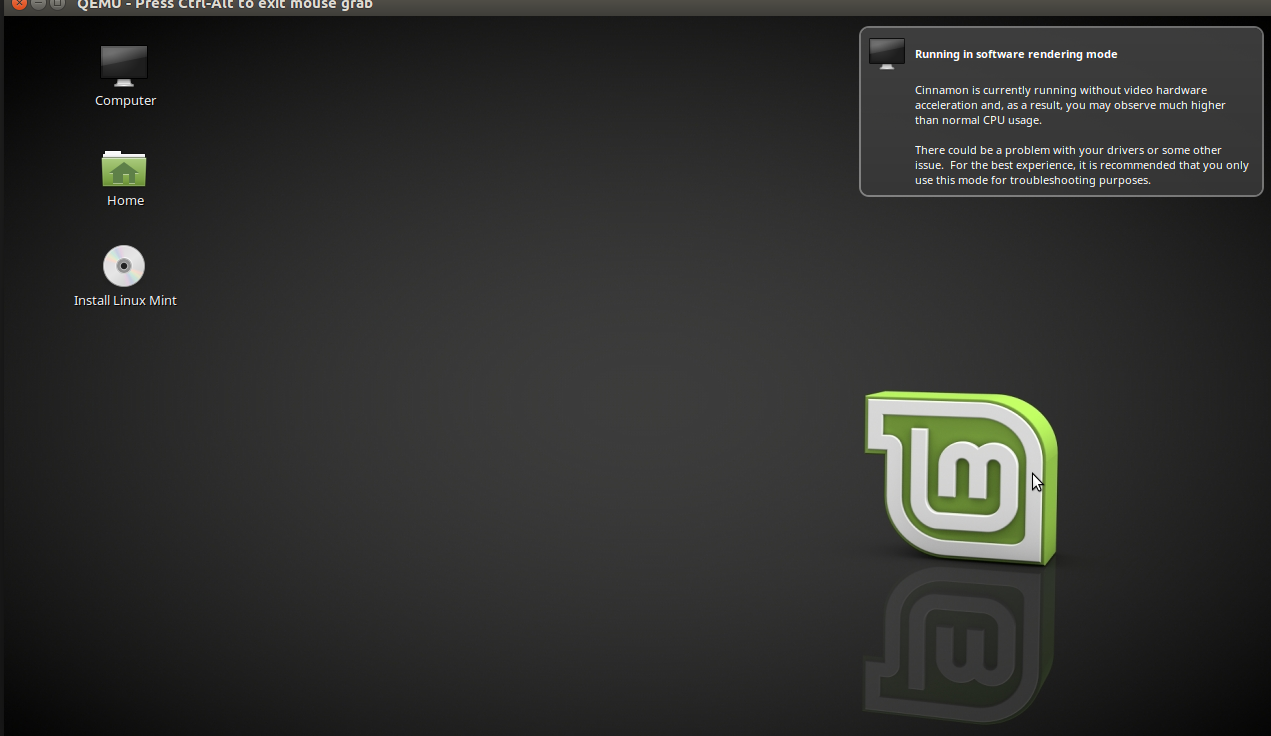 QEMU - Press Ctrl-Alt to exit mouse grab
Computer
Home
Install Linux Mint
Running in software rendering mode
Cinnamon is currently running without video hardware
acceleration and, as a result, you may observe much higher
than normal CPU usage.
There could be a problem with your drivers or some other
issue.  For the best experience, it is recommended that you only
use this mode for troubleshooting purposes.
lm